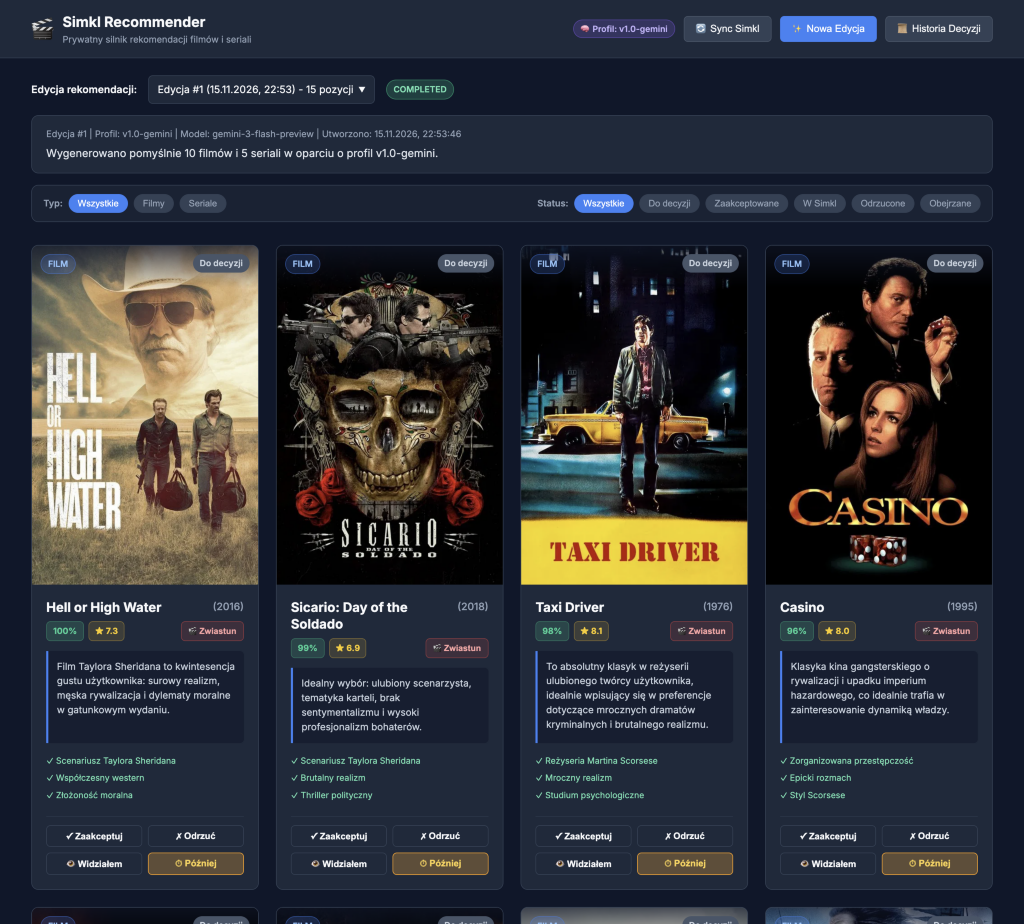 Simkl Recommender
Prywatny silnik rekomendacji filmów i seriali
Profil: v1.0-gemini
Sync Simkl
Nowa Edycja
Historia Decyzji
Edycja rekomendacji:
Edycja #1 (15.11.2026, 22:53) - 15 pozycji ▼
COMPLETED
Edycja #1 | Profil: v1.0-gemini | Model: gemini-3-flash-preview | Utworzono: 15.11.2026, 22:53:46
Wygenerowano pomyślnie 10 filmów i 5 seriali w oparciu o profil v1.0-gemini.
Typ: Wszystkie Filmy Seriale
Status: Wszystkie Do decyzji Zaakceptowane W Simkl Odrzucone Obejrzane
FILM
Do decyzji
HELL
OR
HIGH
WATER
Hell or High Water (2016)
100% ★ 7.3 Zwiastun
Film Taylora Sheridana to kwintesencja
gustu użytkownika: surowy realizm,
męska rywalizacja i dylematy moralne
w gatunkowym wydaniu.
✓ Scenariusz Taylora Sheridana
✓ Współczesny western
✓ Złożoność moralna
✓ Zaakceptuj
✗ Odrzuć
Widziałem
Później
FILM
Do decyzji
SICARIO
DAY OF THE
SOLDADO
Sicario: Day of the
Soldado
(2018)
99% ★ 6.9 Zwiastun
Idealny wybór: ulubiony scenarzysta,
tematyka karteli, brak
sentymentalizmu i wysoki
profesjonalizm bohaterów.
✓ Scenariusz Taylora Sheridana
✓ Brutalny realizm
✓ Thriller polityczny
✓ Zaakceptuj
✗ Odrzuć
Widziałem
Później
FILM
Do decyzji
TAXI DRIVER
Taxi Driver (1976)
98% ★ 8.1 Zwiastun
To absolutny klasyk w reżyserii
ulubionego twórcy użytkownika,
idealnie wpisujący się w preferencje
dotyczące mrocznych dramatów
kryminalnych i brutalnego realizmu.
✓ Reżyseria Martina Scorsese
✓ Mroczny realizm
✓ Studium psychologiczne
✓ Zaakceptuj
✗ Odrzuć
Widziałem
Później
FILM
Do decyzji
CASINO
Casino (1995)
96% ★ 8.0 Zwiastun
Klasyka kina gangsterskiego o
rywalizacji i upadku imperium
hazardowego, co idealnie trafia w
zainteresowanie dynamiką władzy.
✓ Zorganizowana przestępczość
✓ Epicki rozmach
✓ Styl Scorsese
✓ Zaakceptuj
✗ Odrzuć
Widziałem
Później